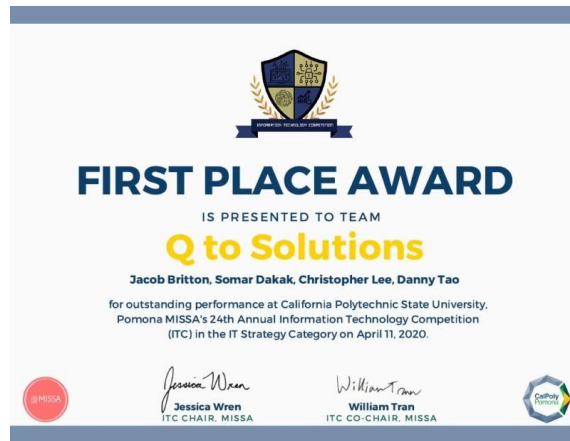 INFORMATION TECHNOLOGY COMPETITION
FIRST PLACE AWARD
IS PRESENTED TO TEAM
Q to Solutions
Jacob Britton, Somar Dakak, Christopher Lee, Danny Tao
for outstanding performance at California Polytechnic State University,
Pomona MISSA's 24th Annual Information Technology Competition
(ITC) in the IT Strategy Category on April 11, 2020.
Jessica Wren
William Tran
@MISSA
Jessica Wren
ITC CHAIR, MISSA
William Tran
ITC CO-CHAIR, MISSA
CalPoly
Pomona